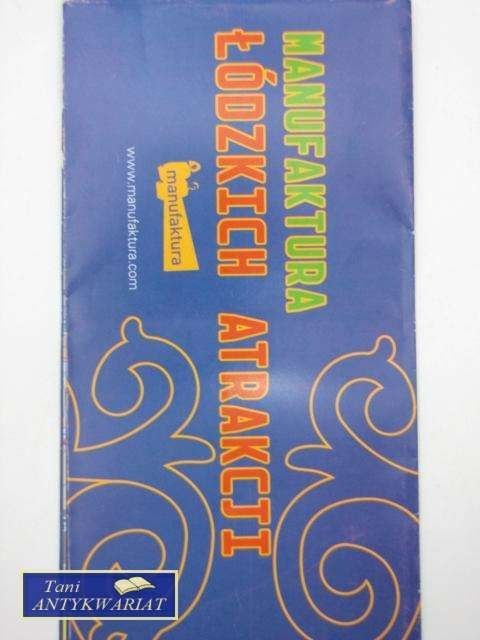 MANUFAKTURA
ŁÓDZKICH ATRAKCJI
manufaktura
www.manufaktura.com
Tani
ANTYKWARIAT